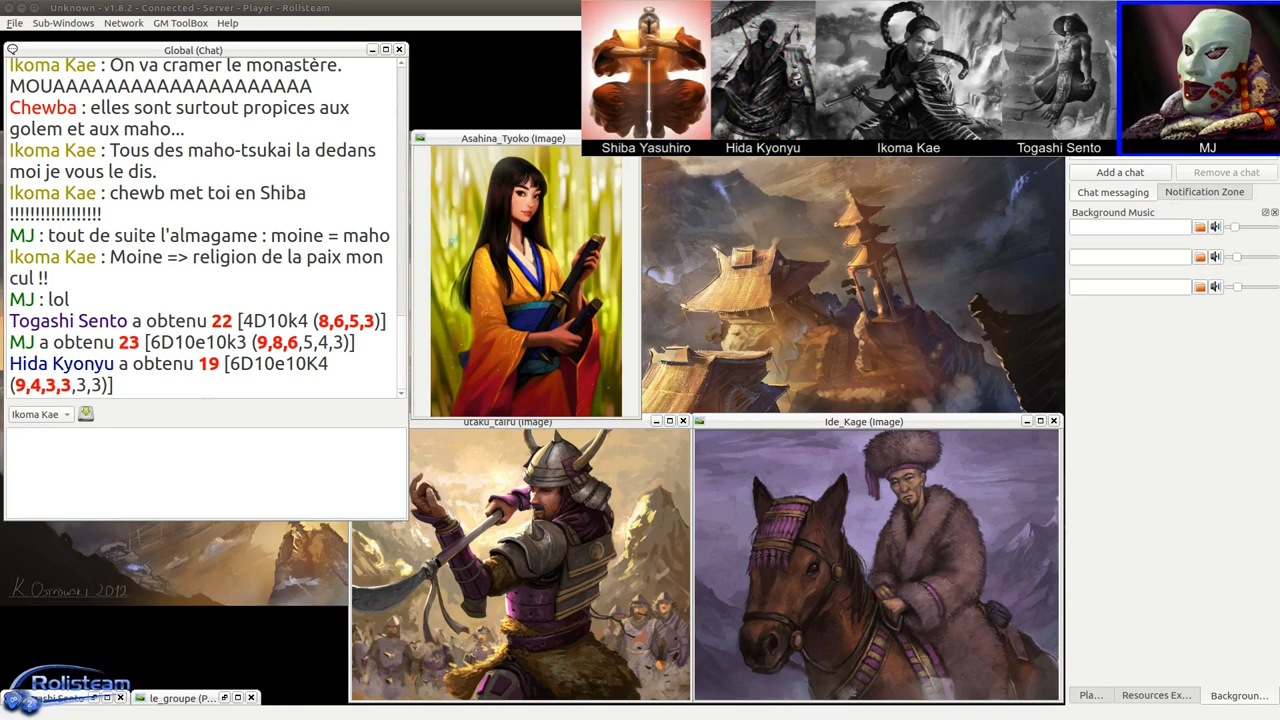 Unknown - v1.8.2 - Connected - Server - Player - Rolisteam
File Sub-Windows Network GM ToolBox Help
Shiba Yasuhiro Hida Kyonyu Ikoma Kae Togashi Sento MJ
Global (Chat)
Ikoma Kae : On va cramer le monastère.
MOUAAAAAAAAAAAAAAAAAAAA
Chewba : elles sont surtout propices aux
golem et aux maho...
Ikoma Kae : Tous des maho-tsukai la dedans
moi je vous le dis.
Ikoma Kae : chewb met toi en Shiba
!!!!!!!!!!!!!!!!!!
MJ : tout de suite l'almagame : moine = maho
Ikoma Kae : Moine => religion de la paix mon
cul !!
MJ : lol
Togashi Sento a obtenu 22 [4D10k4 (8,6,5,3)]
MJ a obtenu 23 [6D10e10k3 (9,8,6,5,4,3)]
Hida Kyonyu a obtenu 19 [6D10e10K4
(9,4,3,3,3,3)]
Ikoma Kae
Asahina_Tyoko (Image)
utaku_tairu (Image)
Ide_Kage (Image)
Add a chat Remove a chat
Chat messaging Notification Zone
Background Music
K Ostrowski 2012
Rolisteam
ashi Sento
le_groupe (P...
Pla... Resources Ex... Backgroun...